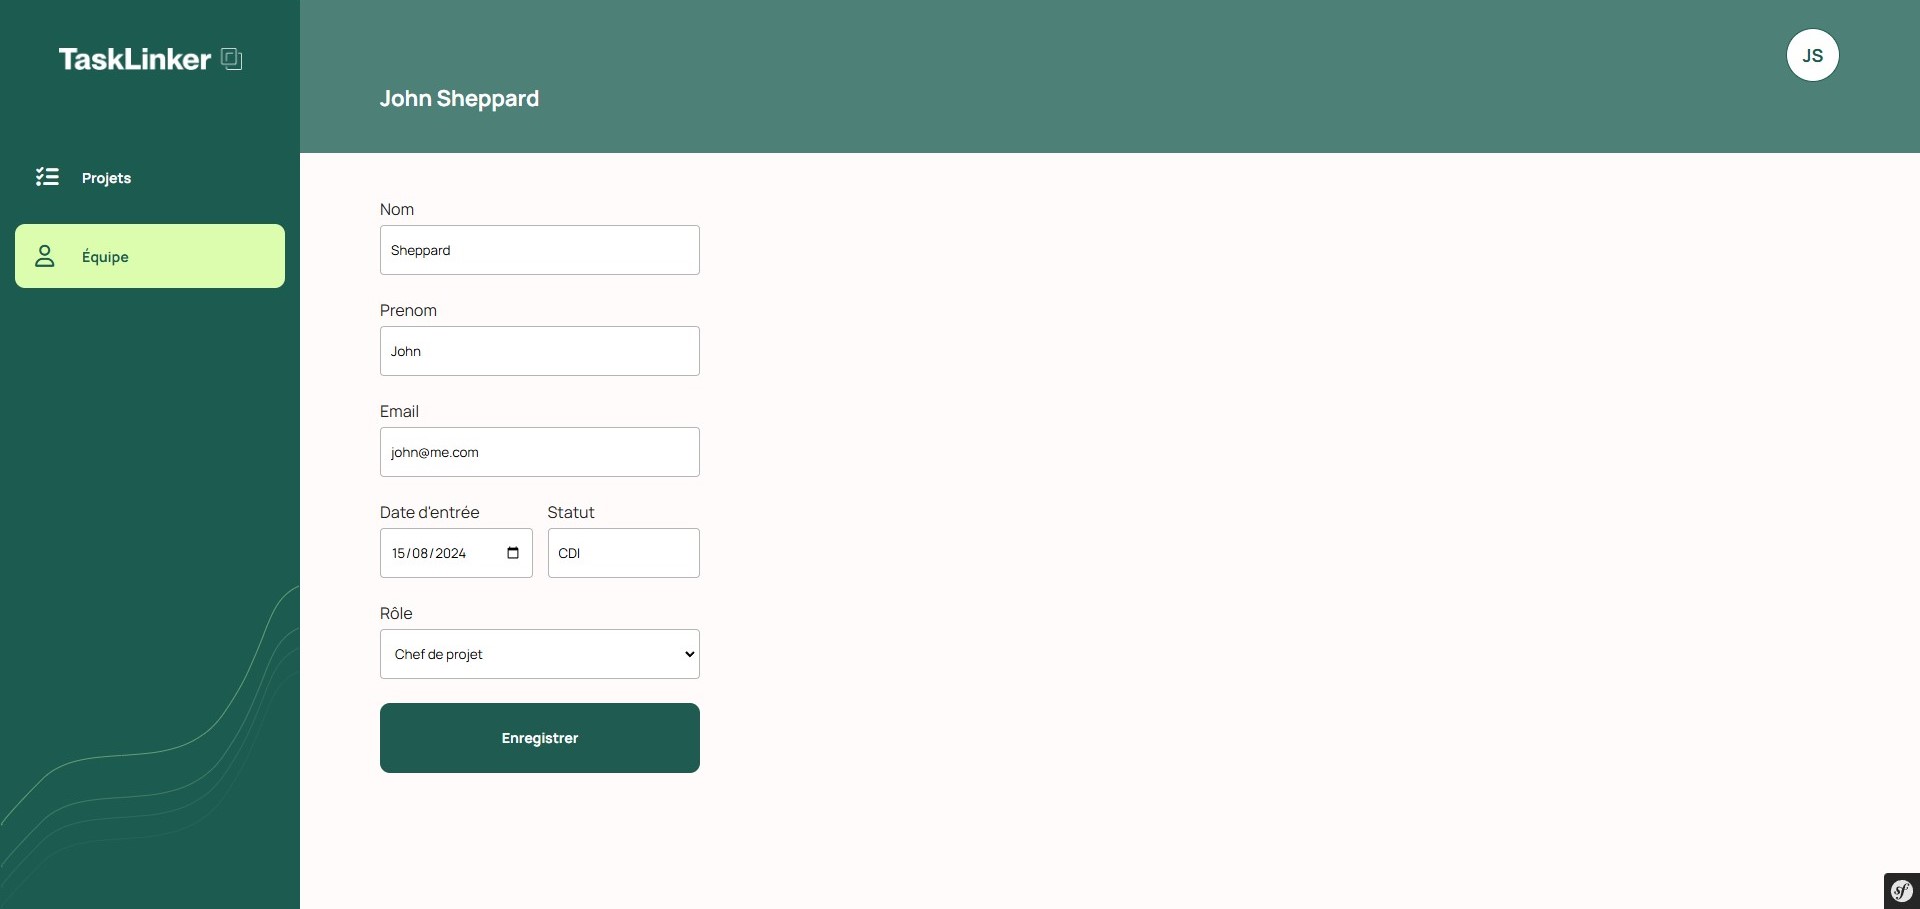 TaskLinker
JS
John Sheppard
Projets
Équipe
Nom
Sheppard
Prenom
John
Email
john@me.com
Date d'entrée
Statut
15/08/2024
CDI
Rôle
Chef de projet
Enregistrer
sf